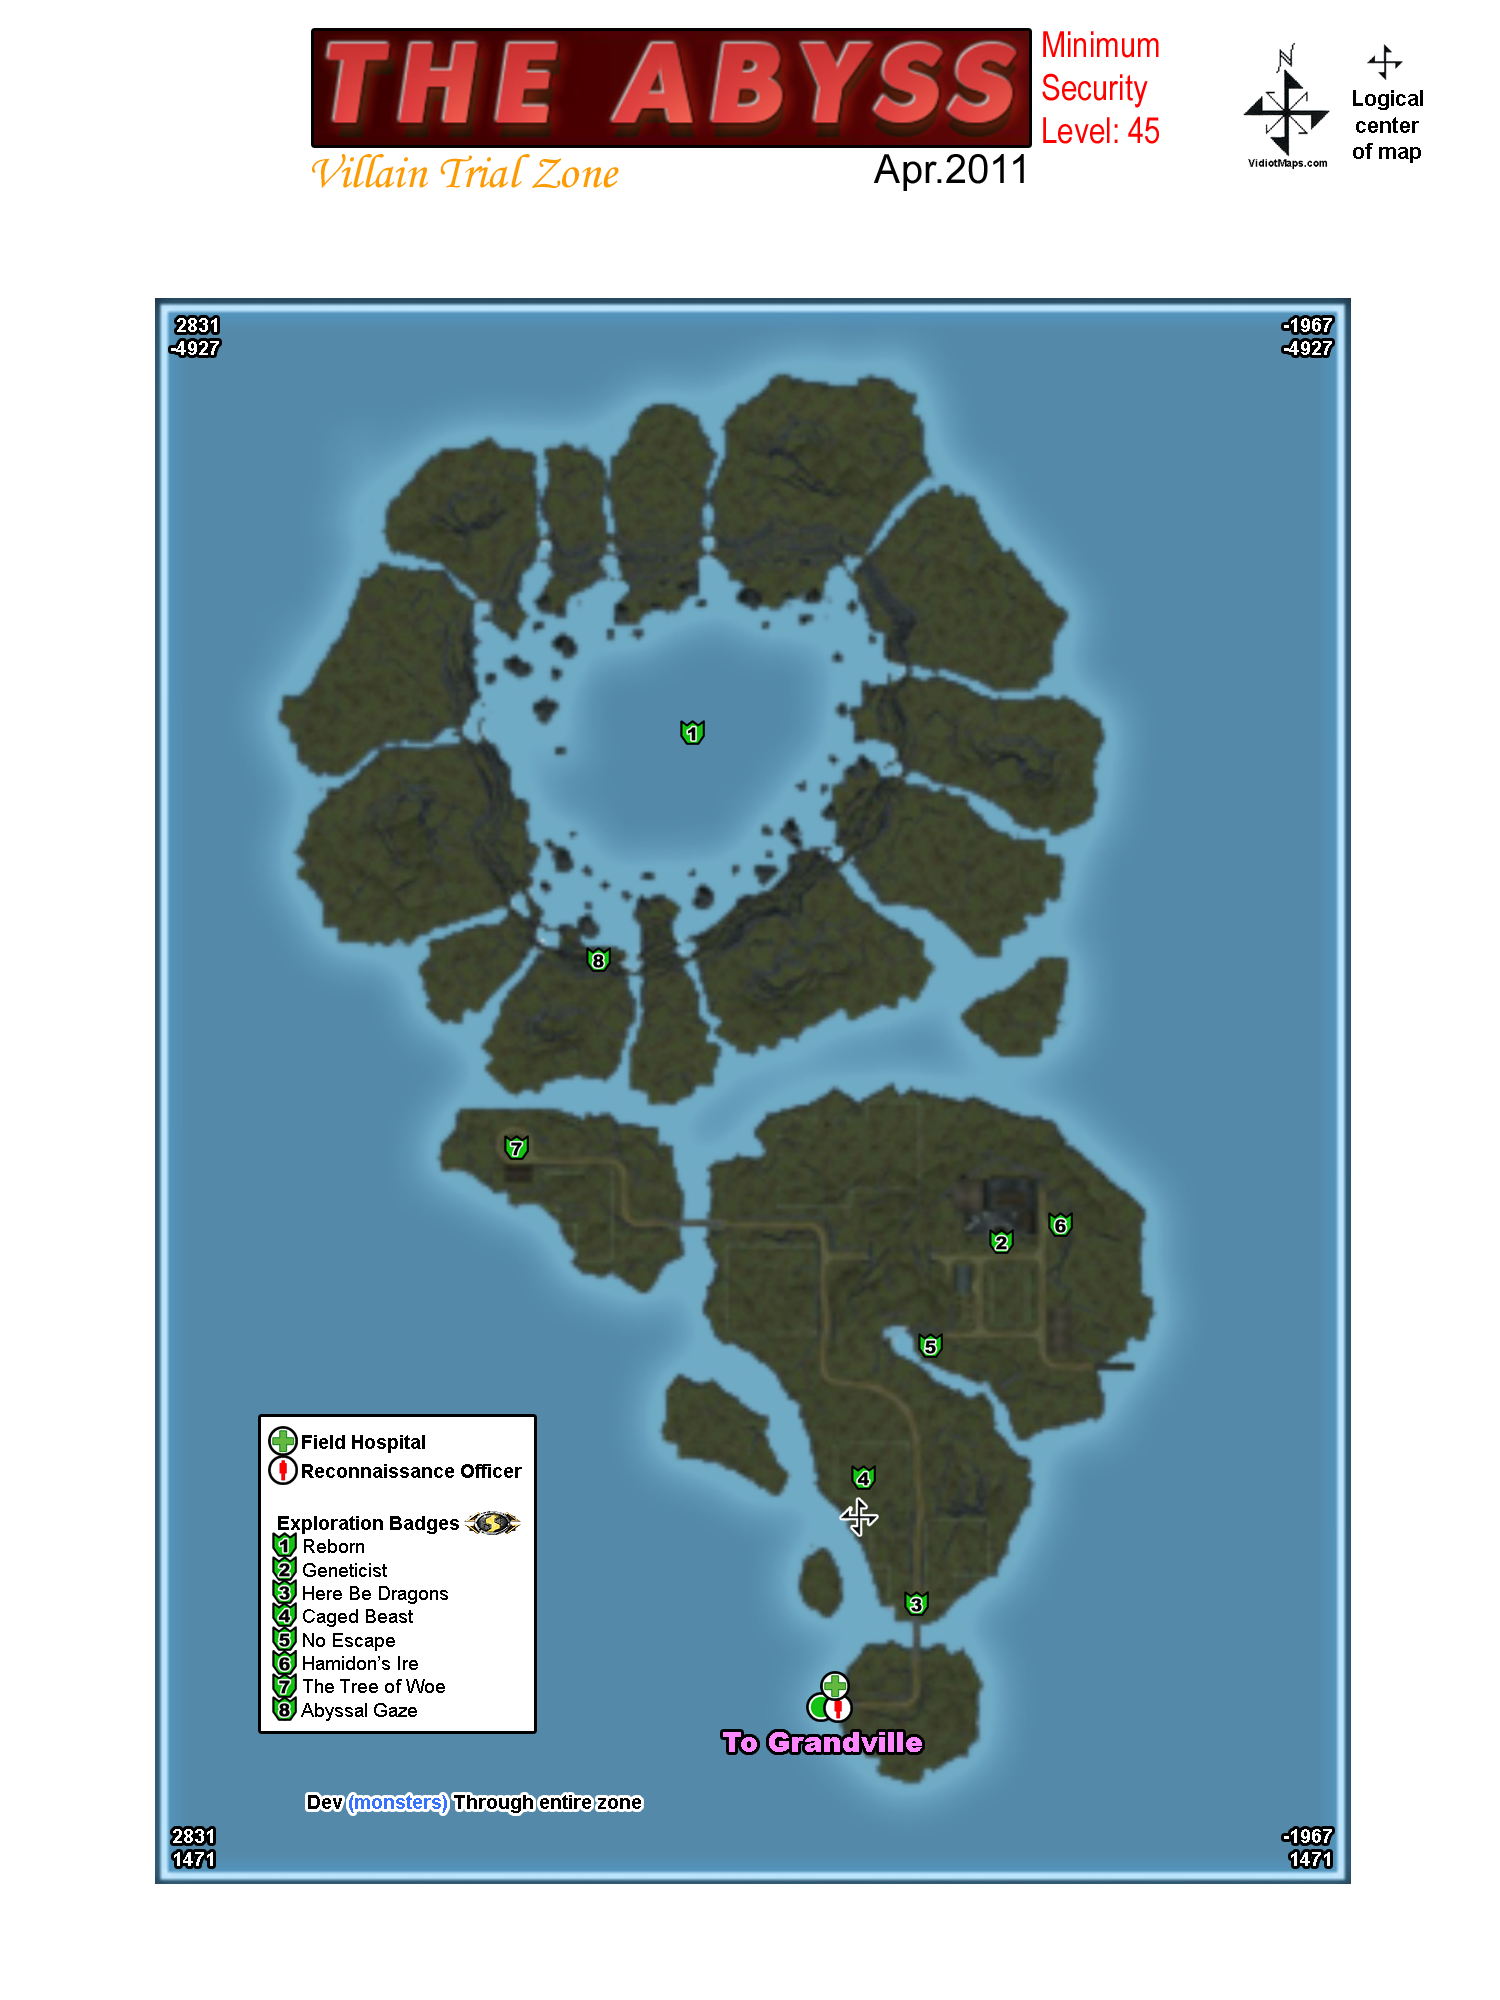 THE ABYSS
Minimum
Security
Level: 45
Villain Trial Zone
Apr.2011
N
VidiotMaps.com
Logical
center
of map
2831
-4927
-1967
-4927
1
8
7
6
2
5
4
3
Field Hospital
Reconnaissance Officer
Exploration Badges
1 Reborn
2 Geneticist
3 Here Be Dragons
4 Caged Beast
5 No Escape
6 Hamidon's Ire
7 The Tree of Woe
8 Abyssal Gaze
To Grandville
Dev (monsters) Through entire zone
2831
1471
-1967
1471